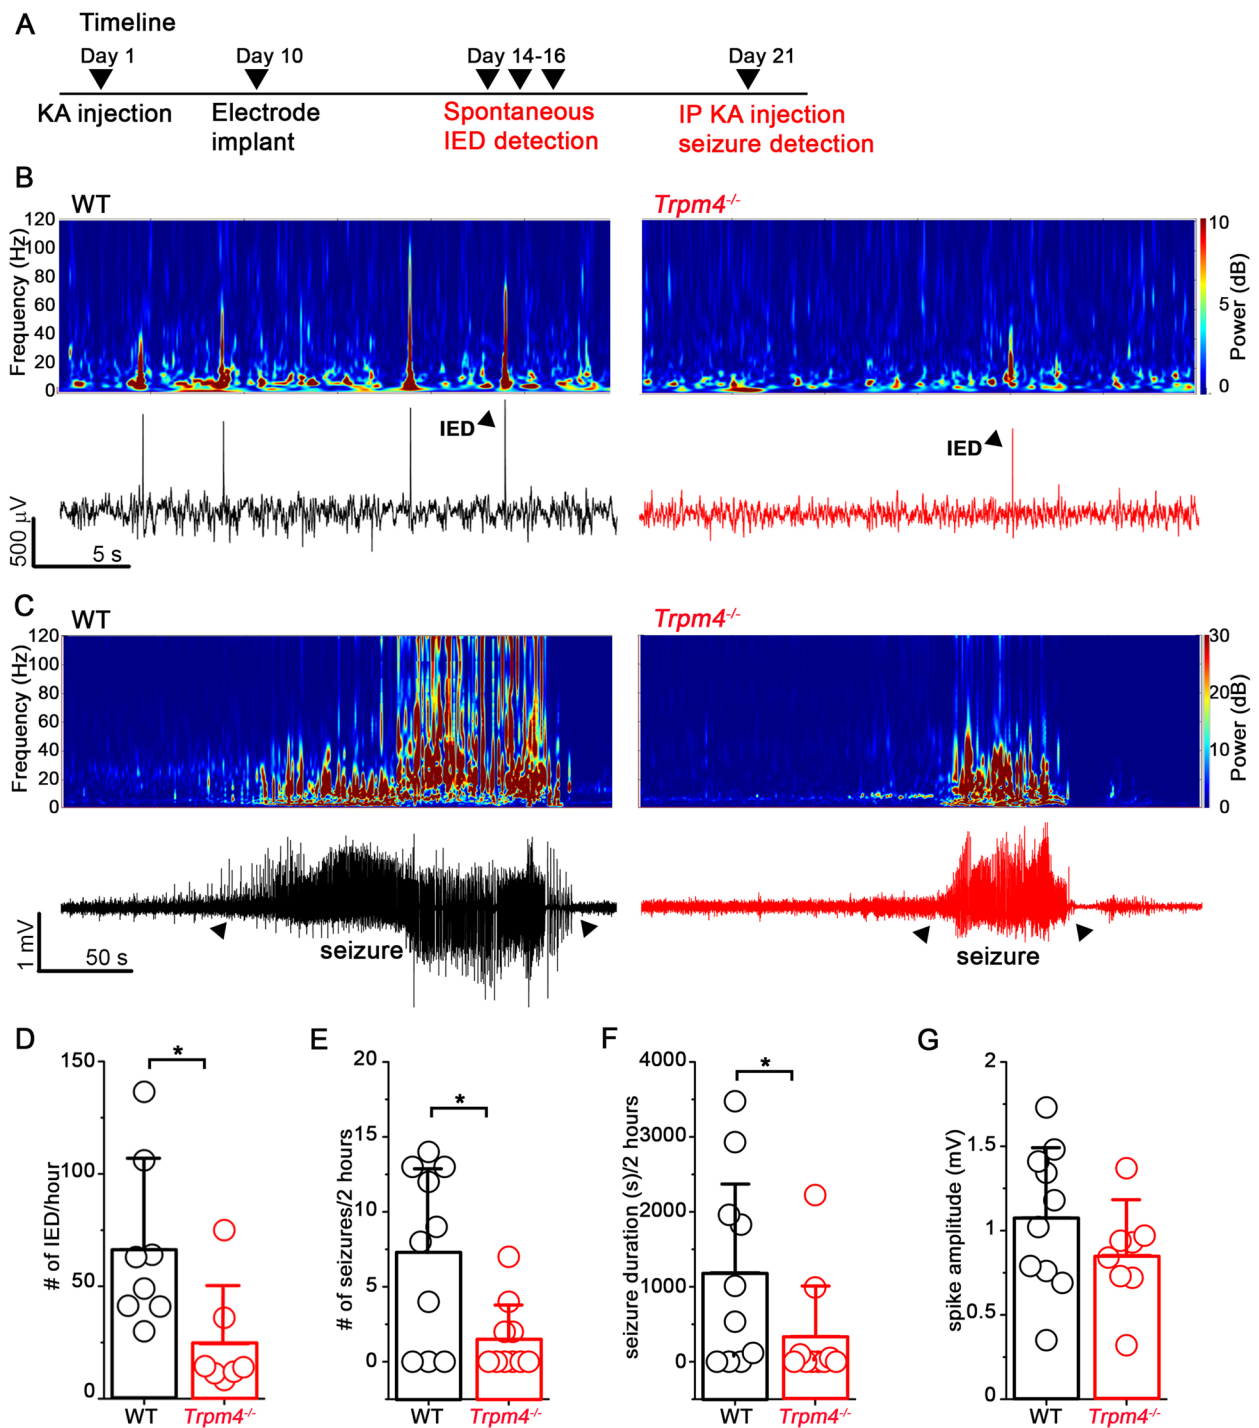 A Timeline
Day 1 Day 10 Day 14-16 Day 21
KA injection Electrode implant Spontaneous IED detection IP KA injection seizure detection
B
WT Trpm4-/-
Frequency (Hz)
120
100
80
60
40
20
0
10
5
0
Power (dB)
IED
IED
500 µV
5 s
C
WT Trpm4-/-
Frequency (Hz)
120
100
80
60
40
20
0
30
20
10
0
Power (dB)
seizure
seizure
1 mV
50 s
D
# of IED/hour
150
100
50
0
*
WT Trpm4-/-
E
# of seizures/2 hours
20
15
10
5
0
*
WT Trpm4-/-
F
seizure duration (s)/2 hours
4000
3000
2000
1000
0
*
WT Trpm4-/-
G
spike amplitude (mV)
2
1.5
1
0.5
0
WT Trpm4-/-